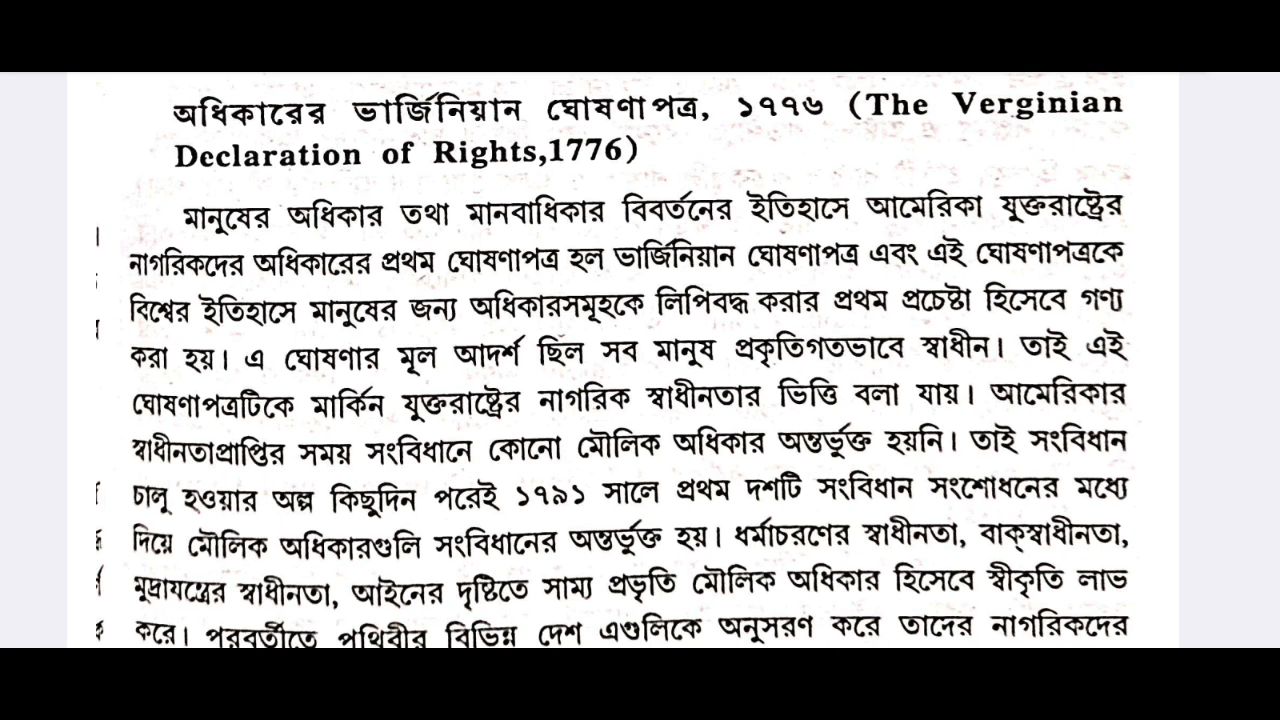 অধিকারের ভার্জিনিয়ান ঘোষণাপত্র, ১৭৭৬ (The Verginian
Declaration of Rights,1776)
মানুষের অধিকার তথা মানবাধিকার বিবর্তনের ইতিহাসে আমেরিকা যুক্তরাষ্ট্রের
নাগরিকদের অধিকারের প্রথম ঘোষণাপত্র হল ভার্জিনিয়ান ঘোষণাপত্র এবং এই ঘোষণাপত্রকে
বিশ্বের ইতিহাসে মানুষের জন্য অধিকারসমূহকে লিপিবদ্ধ করার প্রথম প্রচেষ্টা হিসেবে গণ্য
করা হয়। এ ঘোষণার মূল আদর্শ ছিল সব মানুষ প্রকৃতিগতভাবে স্বাধীন। তাই এই
ঘোষণাপত্রটিকে মার্কিন যুক্তরাষ্ট্রের নাগরিক স্বাধীনতার ভিত্তি বলা যায়। আমেরিকার
স্বাধীনতাপ্রাপ্তির সময় সংবিধানে কোনো মৌলিক অধিকার অন্তর্ভুক্ত হয়নি। তাই সংবিধান
চালু হওয়ার অল্প কিছুদিন পরেই ১৭৯১ সালে প্রথম দশটি সংবিধান সংশোধনের মধ্যে
দিয়ে মৌলিক অধিকারগুলি সংবিধানের অন্তর্ভুক্ত হয়। ধর্মাচরণের স্বাধীনতা, বাক্‌স্বাধীনতা,
মুদ্রাযন্ত্রের স্বাধীনতা, আইনের দৃষ্টিতে সাম্য প্রভৃতি মৌলিক অধিকার হিসেবে স্বীকৃতি লাভ
করে। পরবর্তীতে পৃথিবীর বিভিন্ন দেশ এগুলিকে অনুসরণ করে তাদের নাগরিকদের